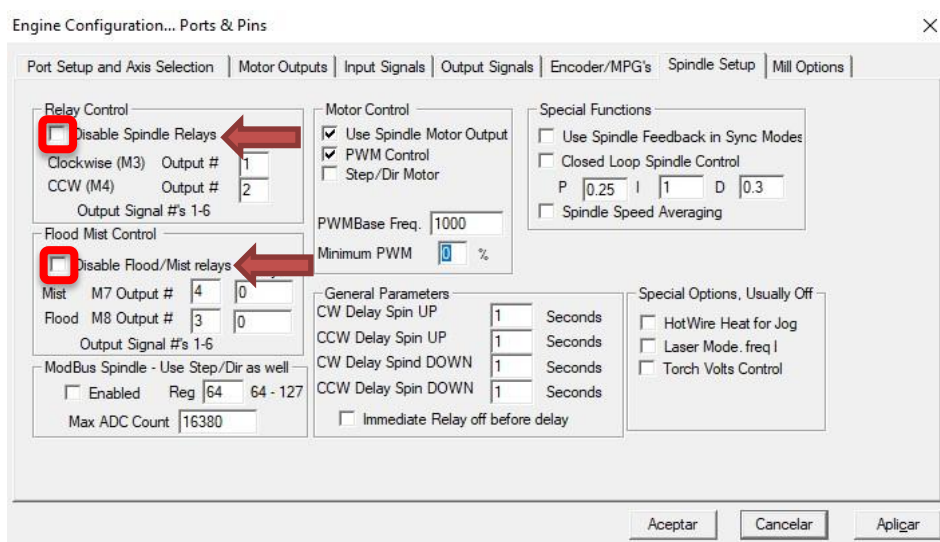 Engine Configuration... Ports & Pins
Port Setup and Axis Selection Motor Outputs Input Signals Output Signals Encoder/MPG's Spindle Setup Mill Options
Relay Control
Disable Spindle Relays
Clockwise (M3) Output # 1
CCW (M4) Output # 2
Output Signal #'s 1-6
Flood Mist Control
Disable Flood/Mist relays
Mist M7 Output # 4 0
Flood M8 Output # 3 0
Output Signal #'s 1-6
ModBus Spindle - Use Step/Dir as well
Enabled Reg 64 64 - 127
Max ADC Count 16380
Motor Control
Use Spindle Motor Output
PWM Control
Step/Dir Motor
PWMBase Freq. 1000
Minimum PWM 0 %
General Parameters
CW Delay Spin UP 1 Seconds
CCW Delay Spin UP 1 Seconds
CW Delay Spind DOWN 1 Seconds
CCW Delay Spin DOWN 1 Seconds
Immediate Relay off before delay
Special Functions
Use Spindle Feedback in Sync Modes
Closed Loop Spindle Control
P 0.25 I 1 D 0.3
Spindle Speed Averaging
Special Options, Usually Off
HotWire Heat for Jog
Laser Mode. freq I
Torch Volts Control
Aceptar Cancelar Aplicar